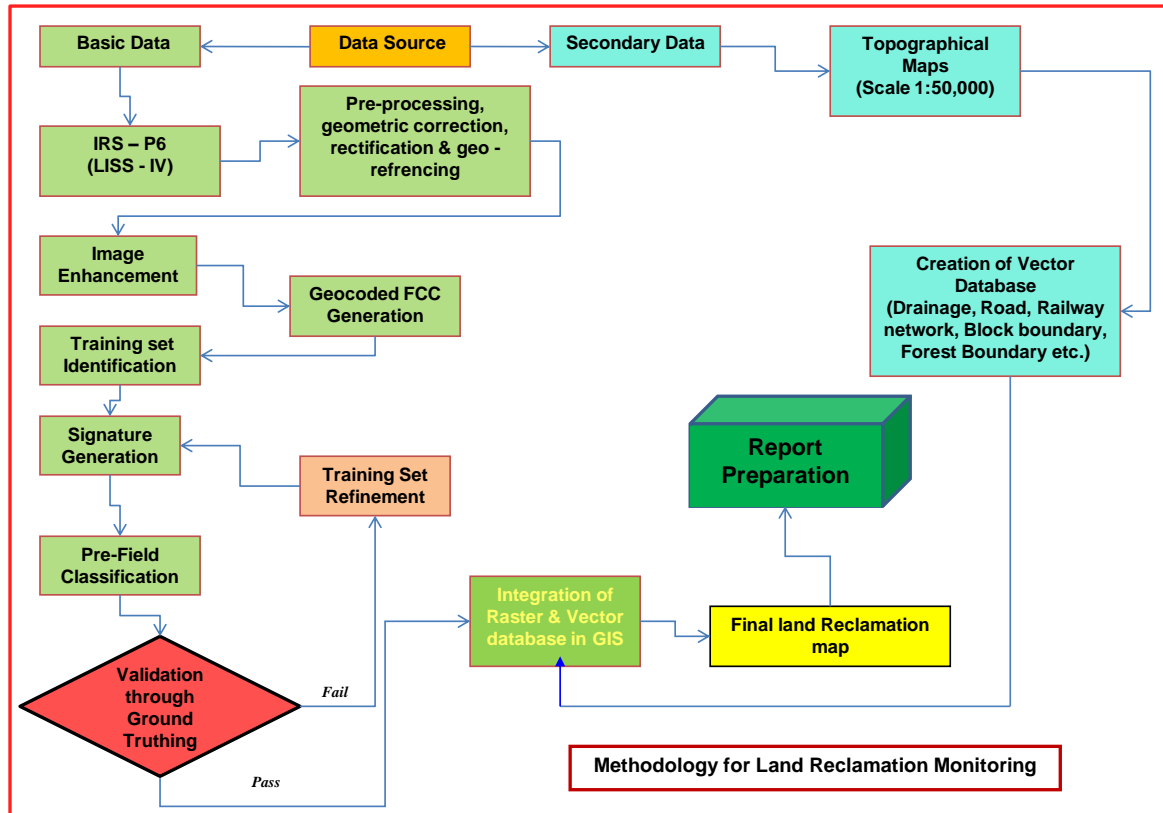 Basic Data
Data Source
Secondary Data
Topographical
Maps
(Scale 1:50,000)
IRS – P6
(LISS - IV)
Pre-processing,
geometric correction,
rectification & geo -
refrencing
Image
Enhancement
Geocoded FCC
Generation
Creation of Vector
Database
(Drainage, Road, Railway
network, Block boundary,
Forest Boundary etc.)
Training set
Identification
Signature
Generation
Training Set
Refinement
Report
Preparation
Pre-Field
Classification
Integration of
Raster & Vector
database in GIS
Final land Reclamation
map
Validation
through
Ground
Truthing
Fail
Pass
Methodology for Land Reclamation Monitoring